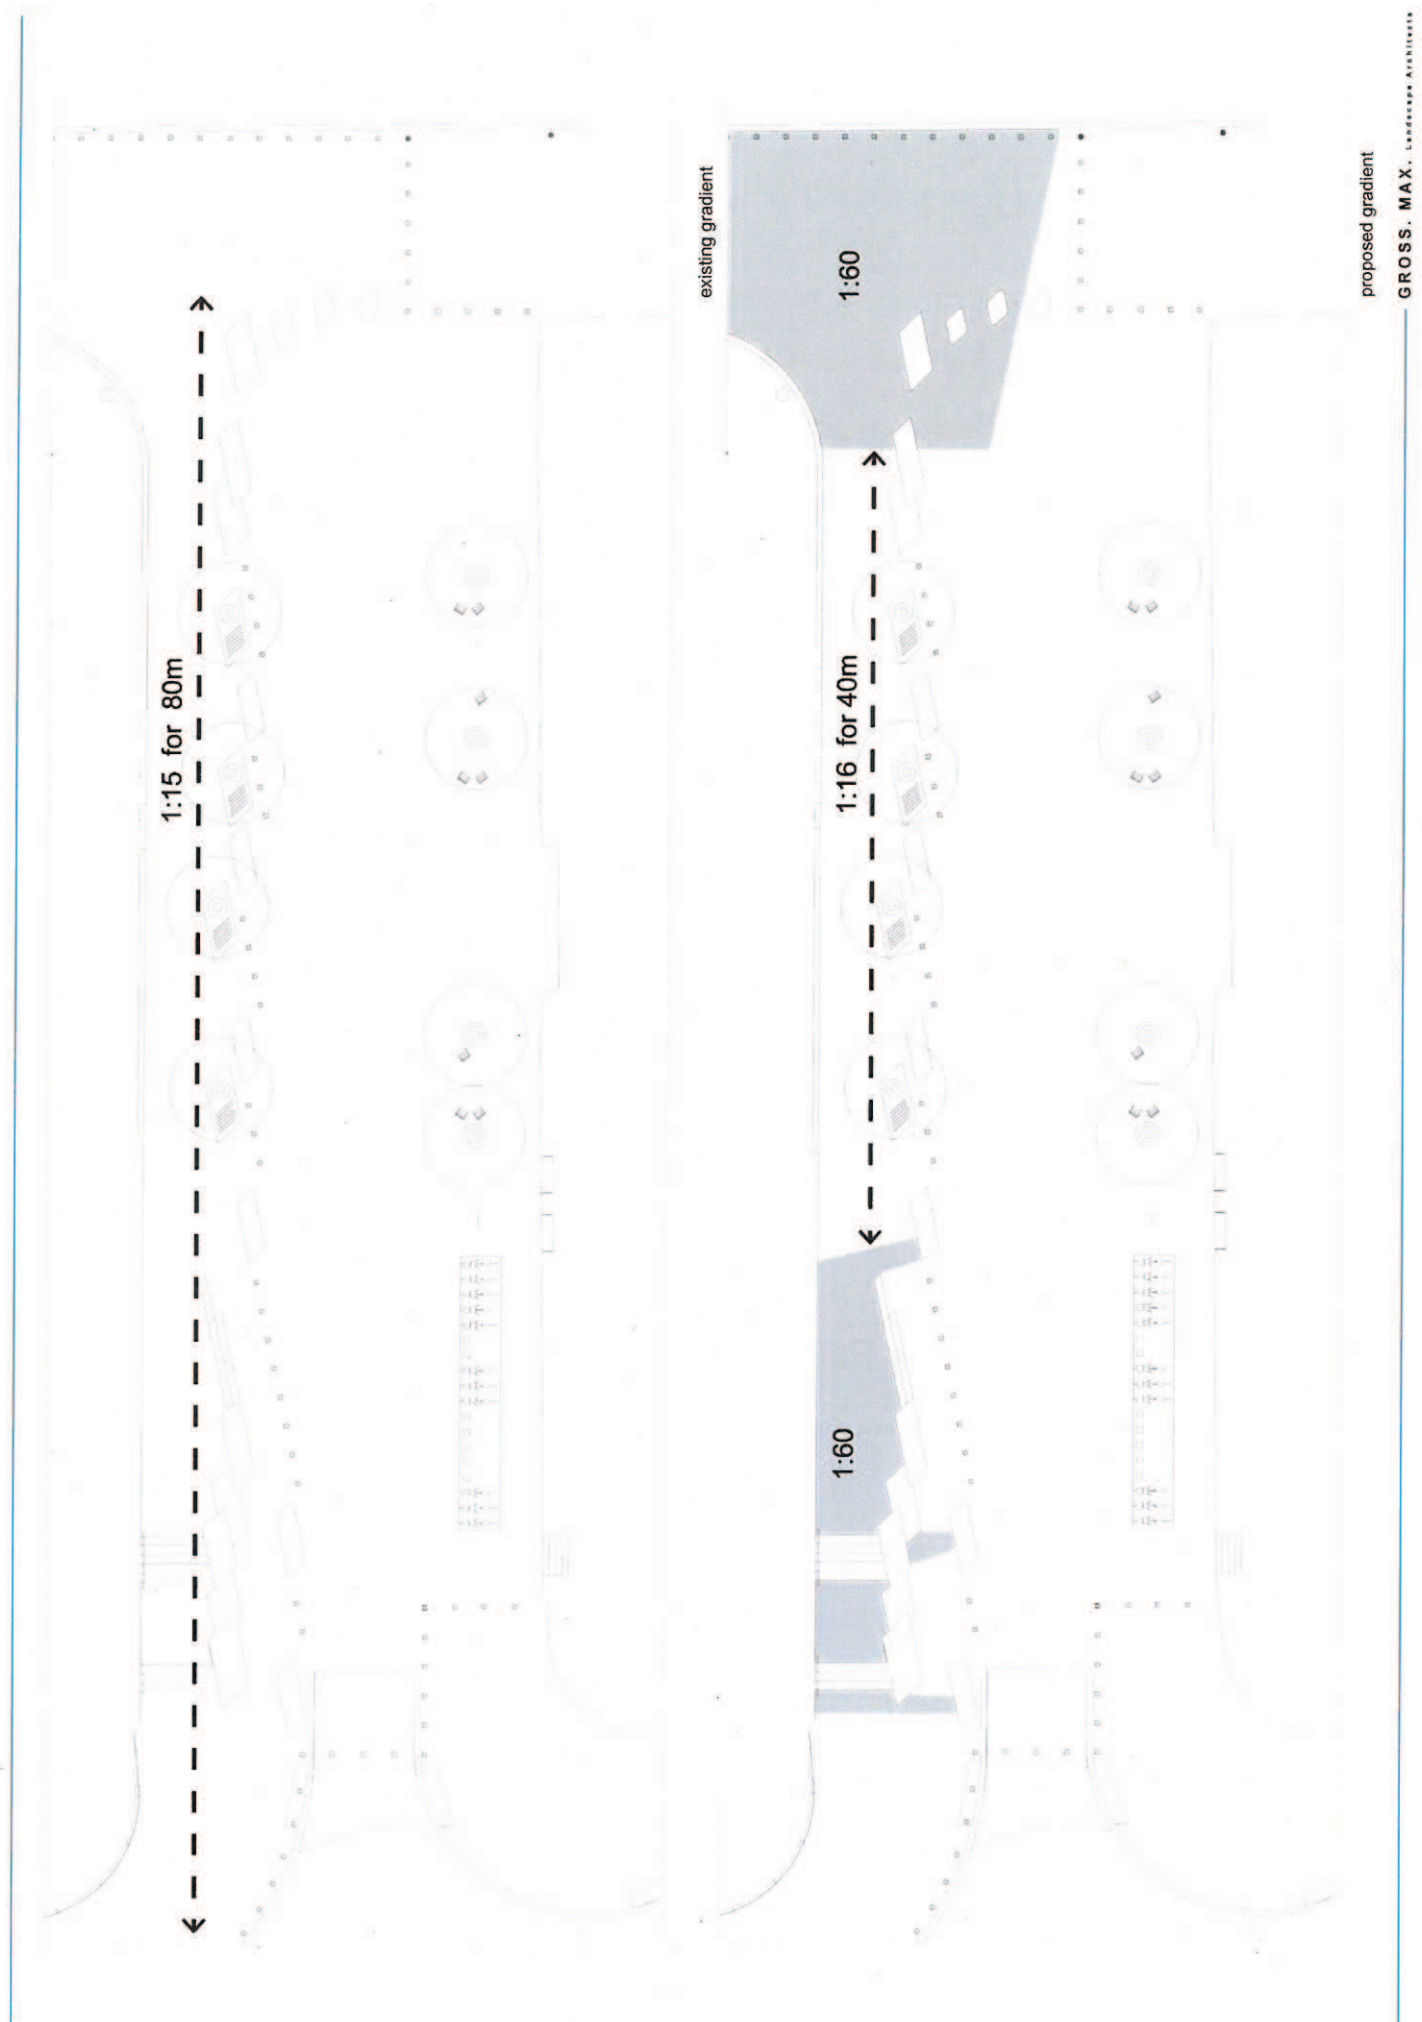 1:15 for 80m
existing gradient
1:60
1:16 for 40m
1:60
proposed gradient
GROSS. MAX. Landscape Architects